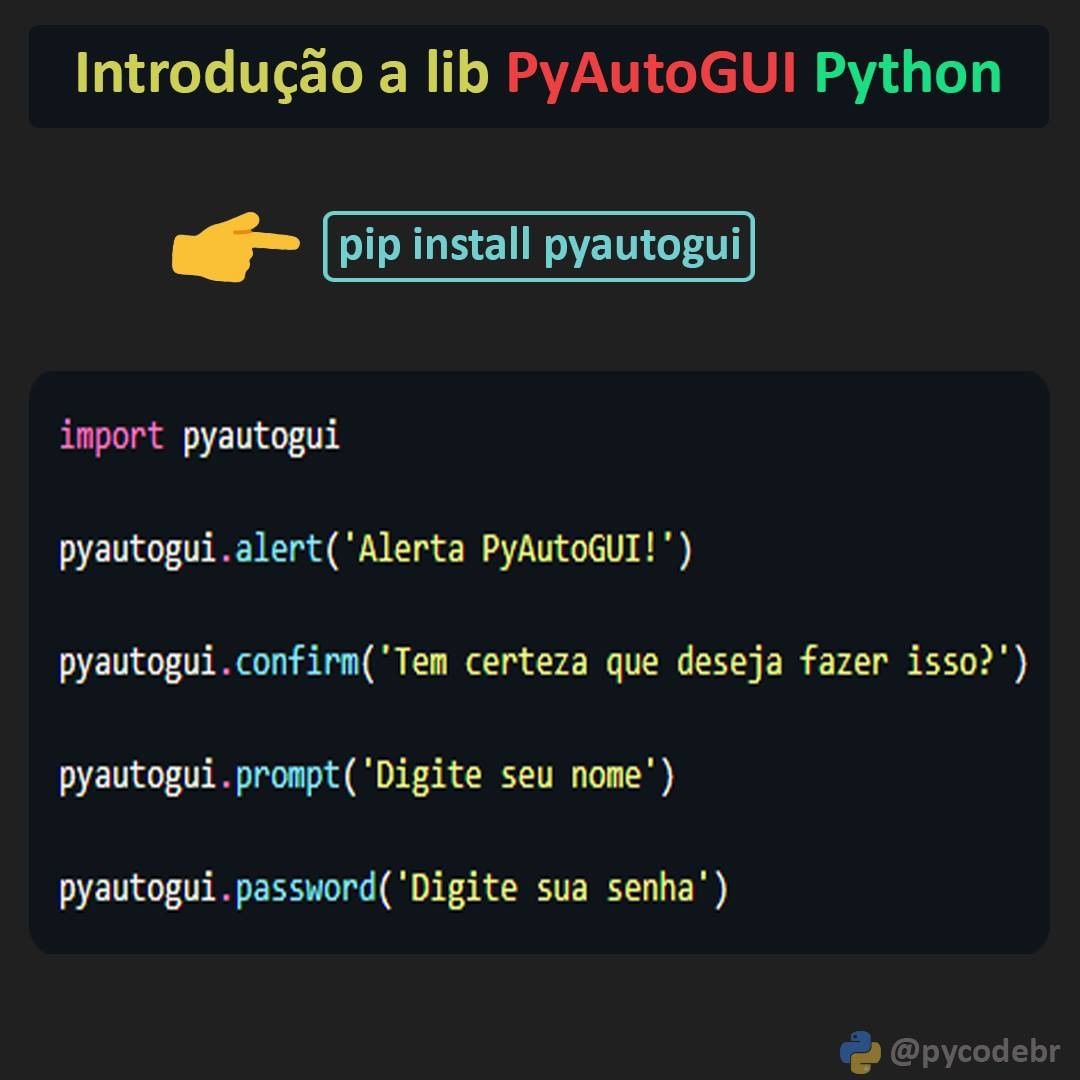 Introdução a lib PyAutoGUI Python
pip install pyautogui
import pyautogui
pyautogui.alert('Alerta PyAutoGUI!')
pyautogui.confirm('Tem certeza que deseja fazer isso?')
pyautogui.prompt('Digite seu nome')
pyautogui.password('Digite sua senha')
@pycodebr